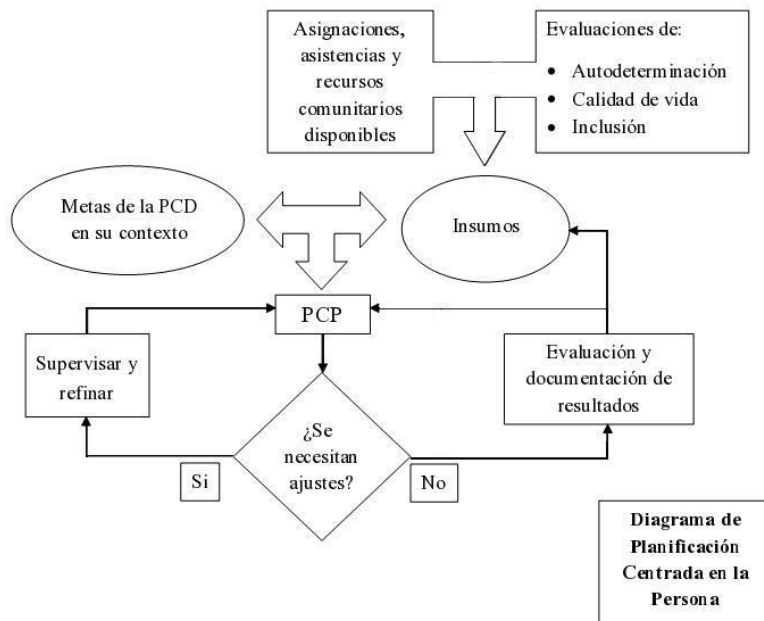 Asignaciones,
asistencias y
recursos
comunitarios
disponibles
Evaluaciones de:
• Autodeterminación
• Calidad de vida
• Inclusión
Metas de la PCD
en su contexto
Insumos
PCP
Supervisar y
refinar
Evaluación y
documentación de
resultados
¿Se
necesitan
ajustes?
Si
No
Diagrama de
Planificación
Centrada en la
Persona